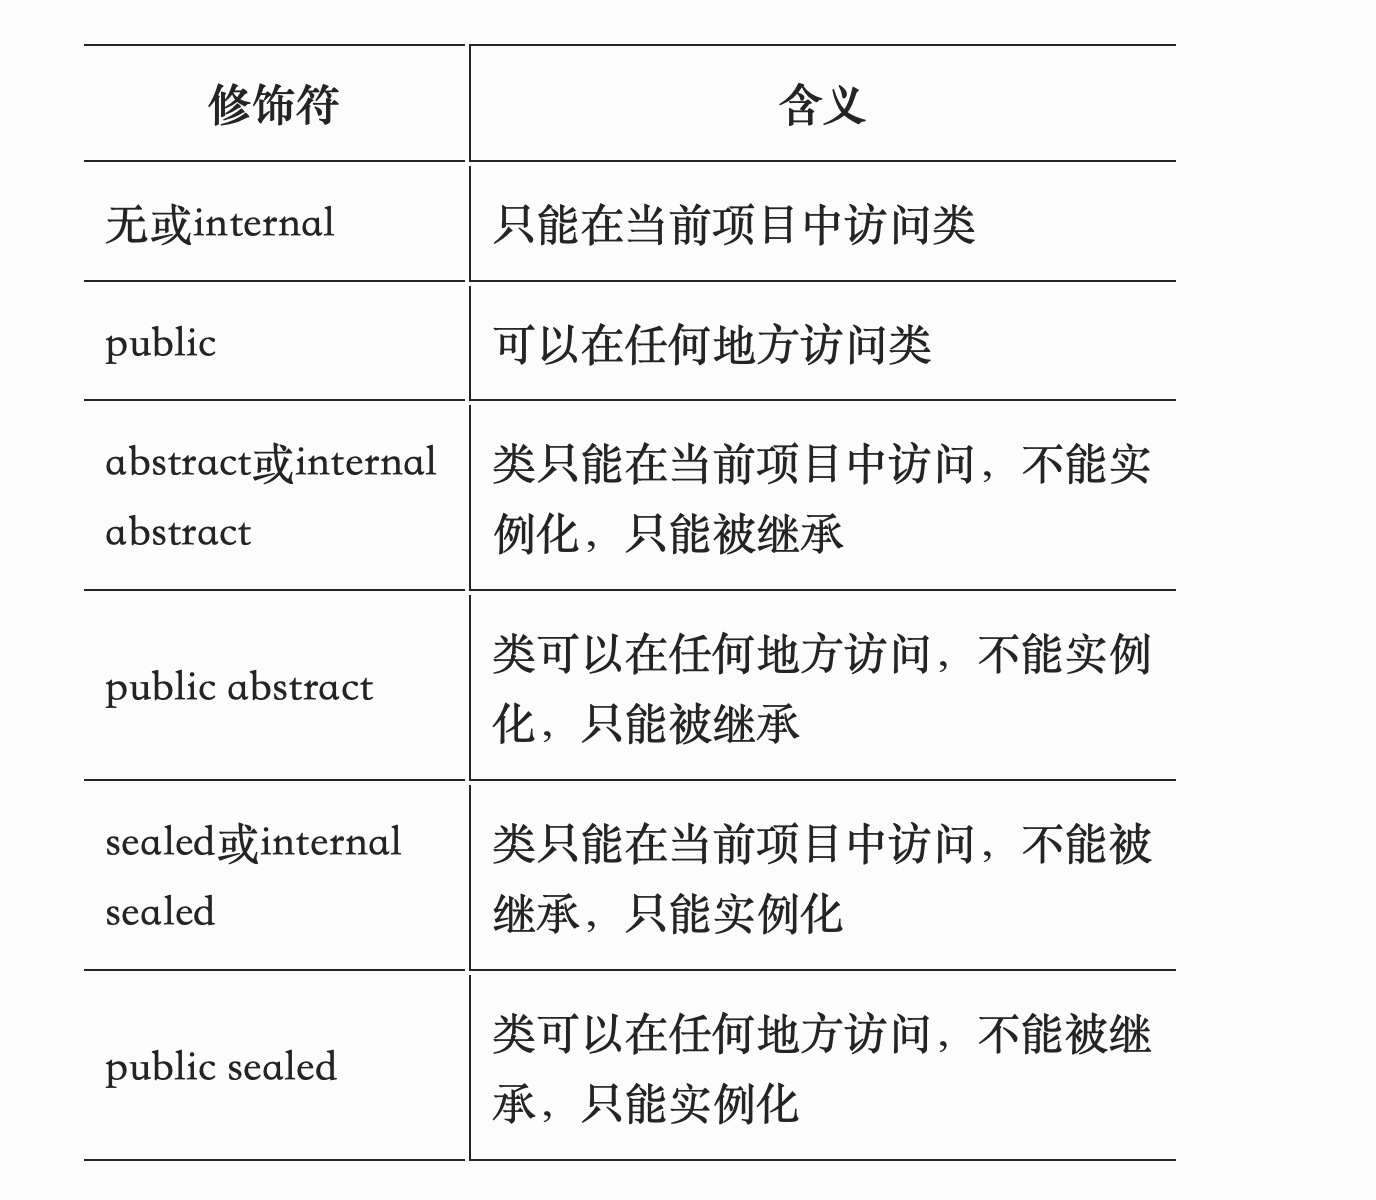 修饰符 含义
无或internal 只能在当前项目中访问类
public 可以在任何地方访问类
abstract或internal
abstract
类只能在当前项目中访问，不能实
例化，只能被继承
public abstract
类可以在任何地方访问，不能实例
化，只能被继承
sealed或internal
sealed
类只能在当前项目中访问，不能被
继承，只能实例化
public sealed
类可以在任何地方访问，不能被继
承，只能实例化